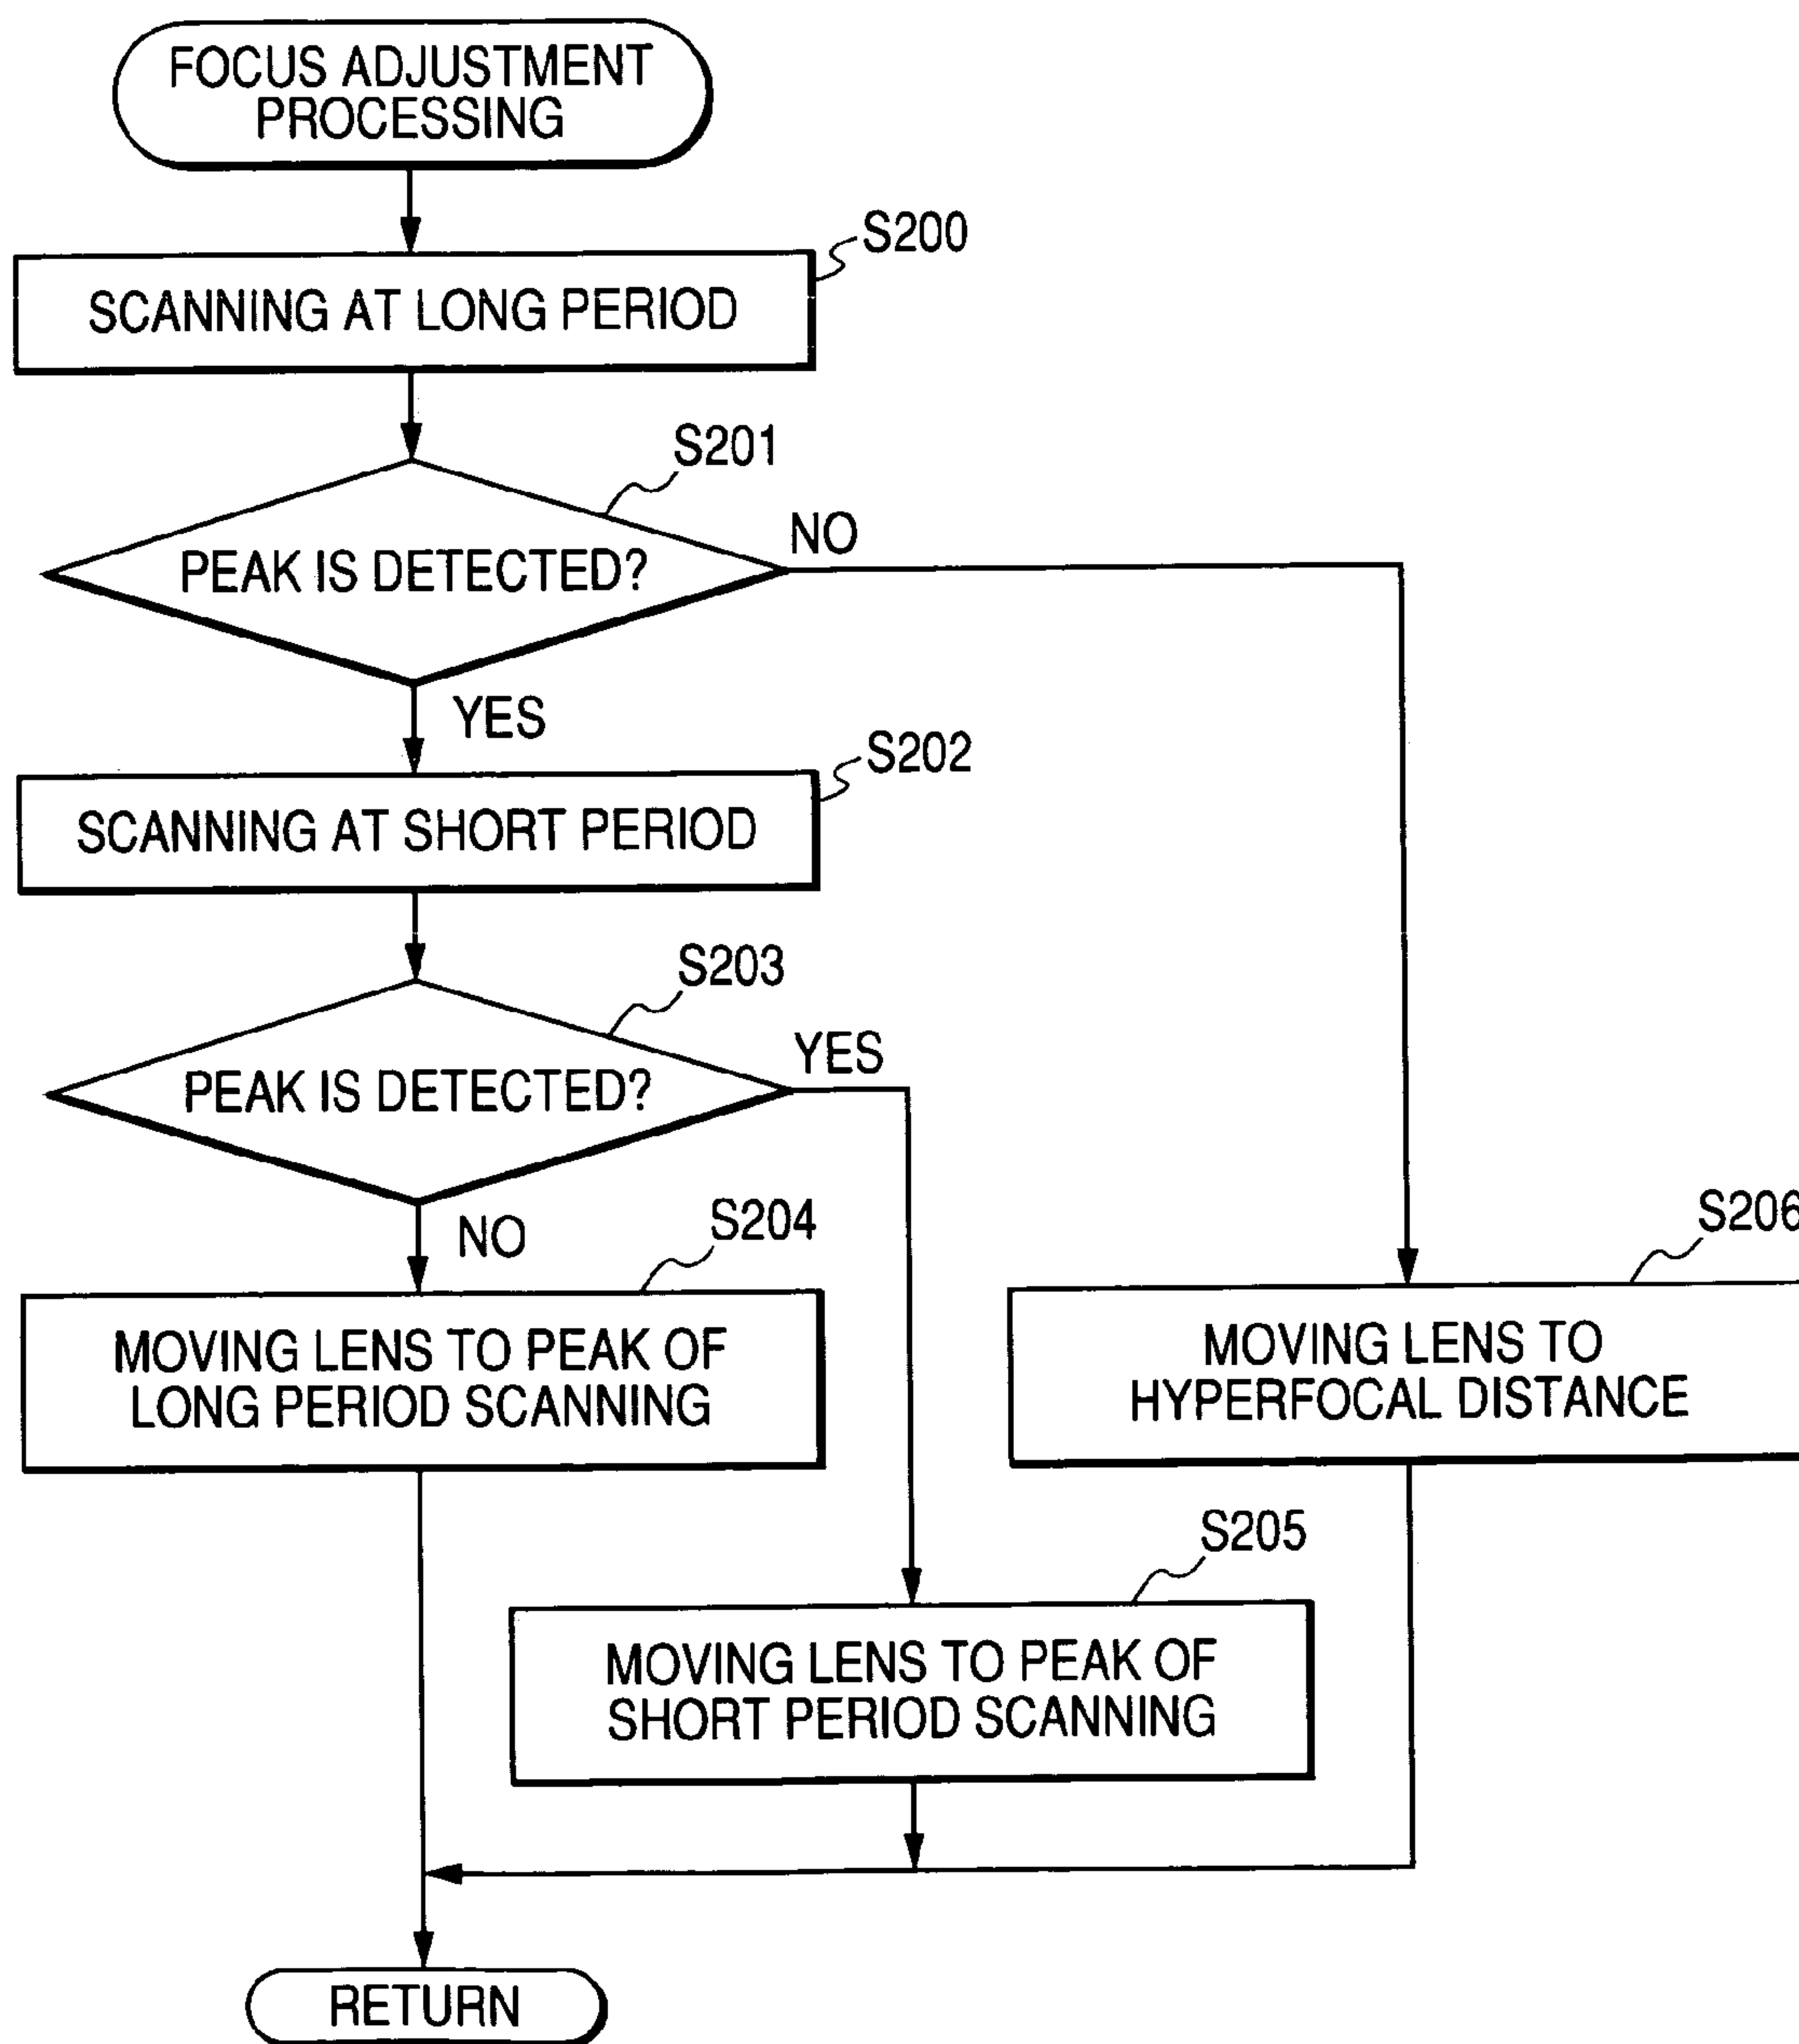 FOCUS ADJUSTMENT
PROCESSING
S200
SCANNING AT LONG PERIOD
S201
PEAK IS DETECTED?
NO
YES
S202
SCANNING AT SHORT PERIOD
S203
PEAK IS DETECTED?
YES
NO
S204
MOVING LENS TO PEAK OF
LONG PERIOD SCANNING
S206
MOVING LENS TO
HYPERFOCAL DISTANCE
S205
MOVING LENS TO PEAK OF
SHORT PERIOD SCANNING
RETURN